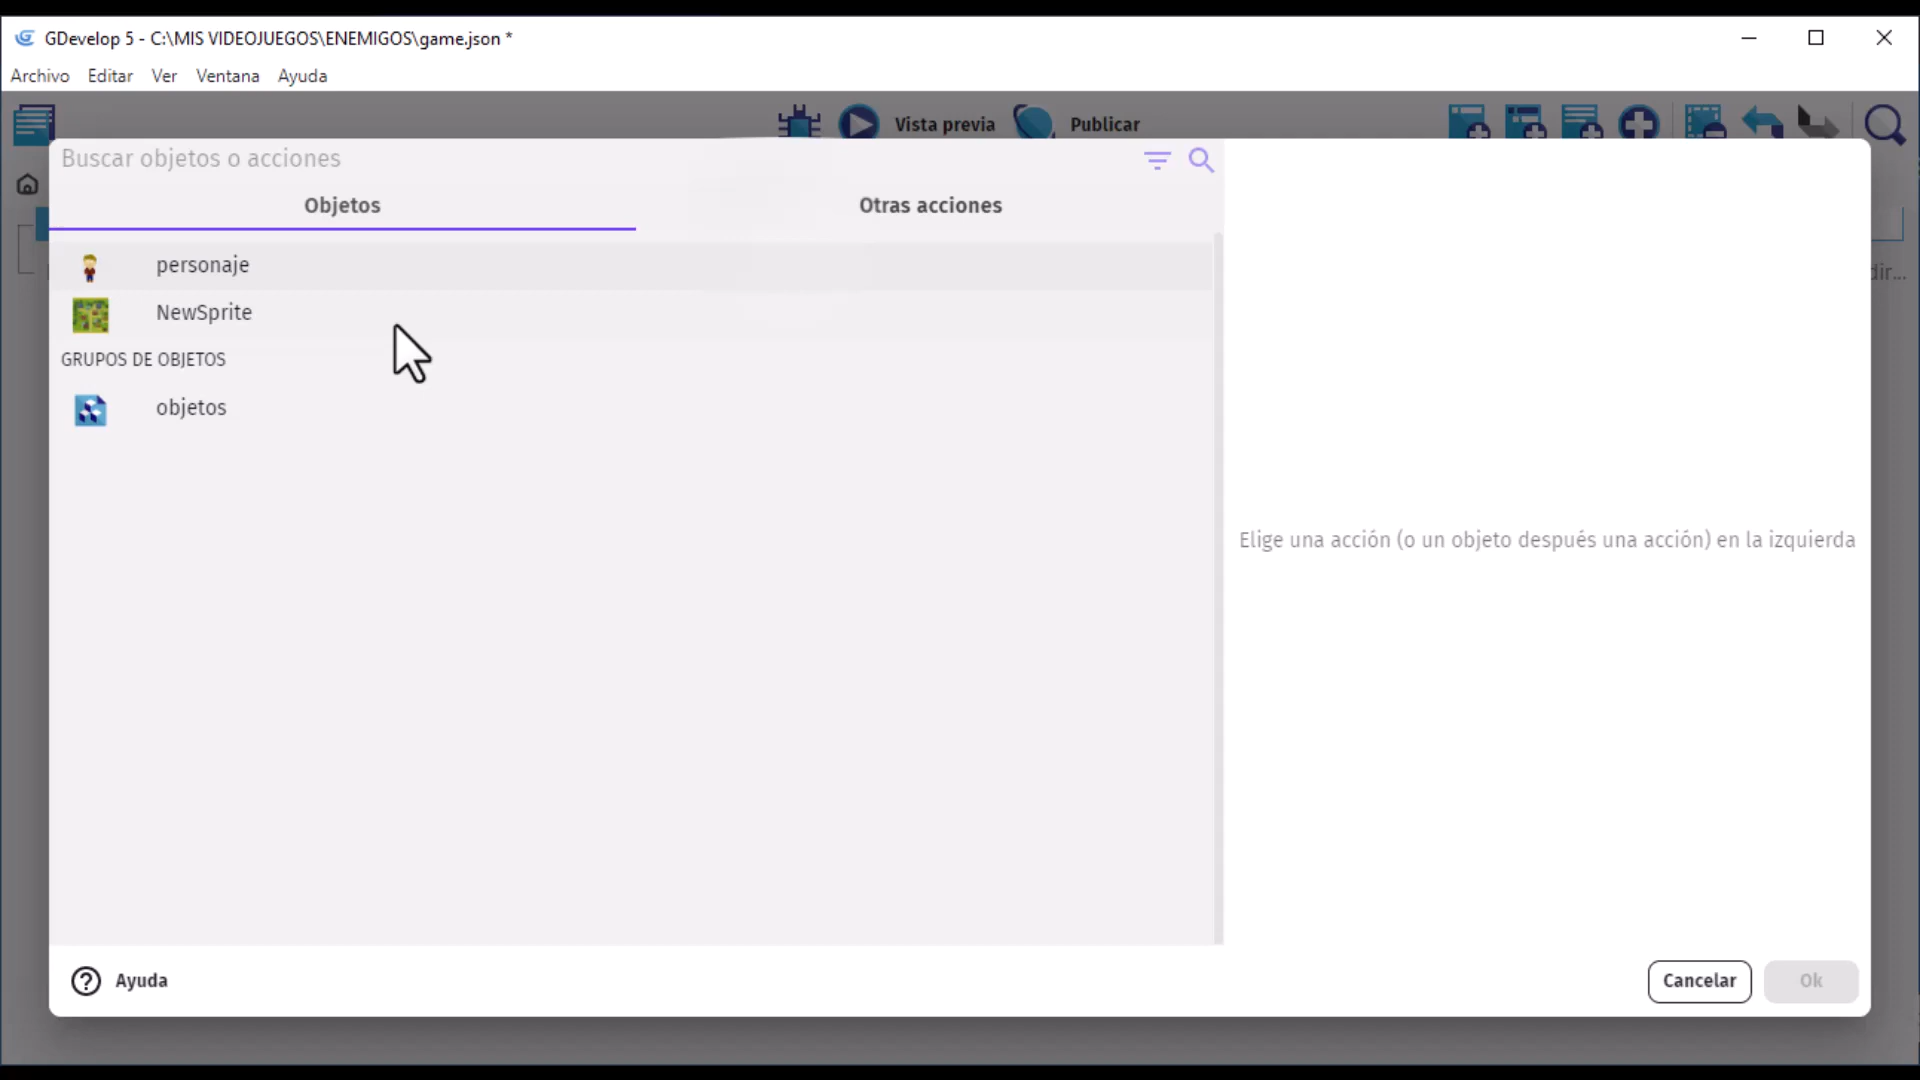 GDevelop 5 - C:\MIS VIDEOJUEGOS\ENEMIGOS\game.json *
Archivo Editar Ver Ventana Ayuda
Vista previa Publicar
Buscar objetos o acciones
Objetos Otras acciones
personaje
NewSprite
GRUPOS DE OBJETOS
objetos
Elige una acción (o un objeto después una acción) en la izquierda
Ayuda Cancelar Ok